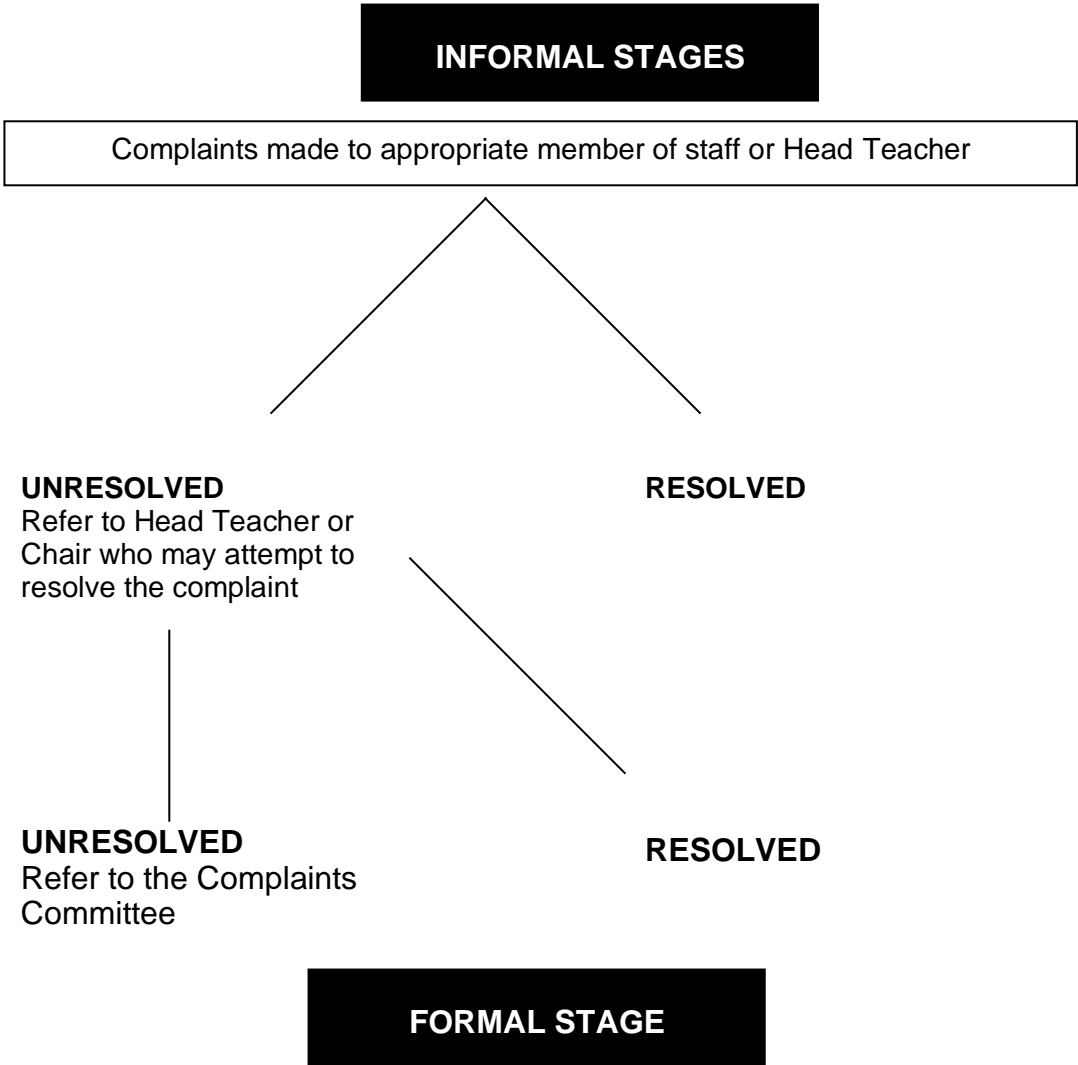 INFORMAL STAGES
Complaints made to appropriate member of staff or Head Teacher
UNRESOLVED
Refer to Head Teacher or
Chair who may attempt to
resolve the complaint
RESOLVED
UNRESOLVED
Refer to the Complaints
Committee
RESOLVED
FORMAL STAGE